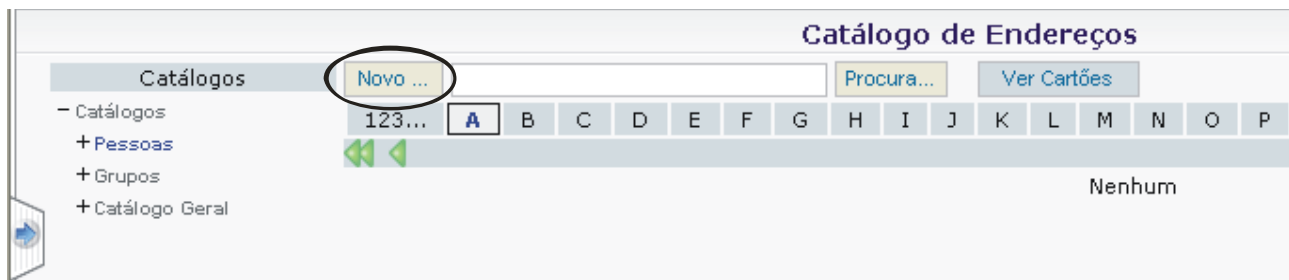 Catálogo de Endereços
Catálogos Novo ... Procura... Ver Cartões
− Catálogos
123... A B C D E F G H I J K L M N O P
+ Pessoas
+ Grupos
Nenhum
+ Catálogo Geral